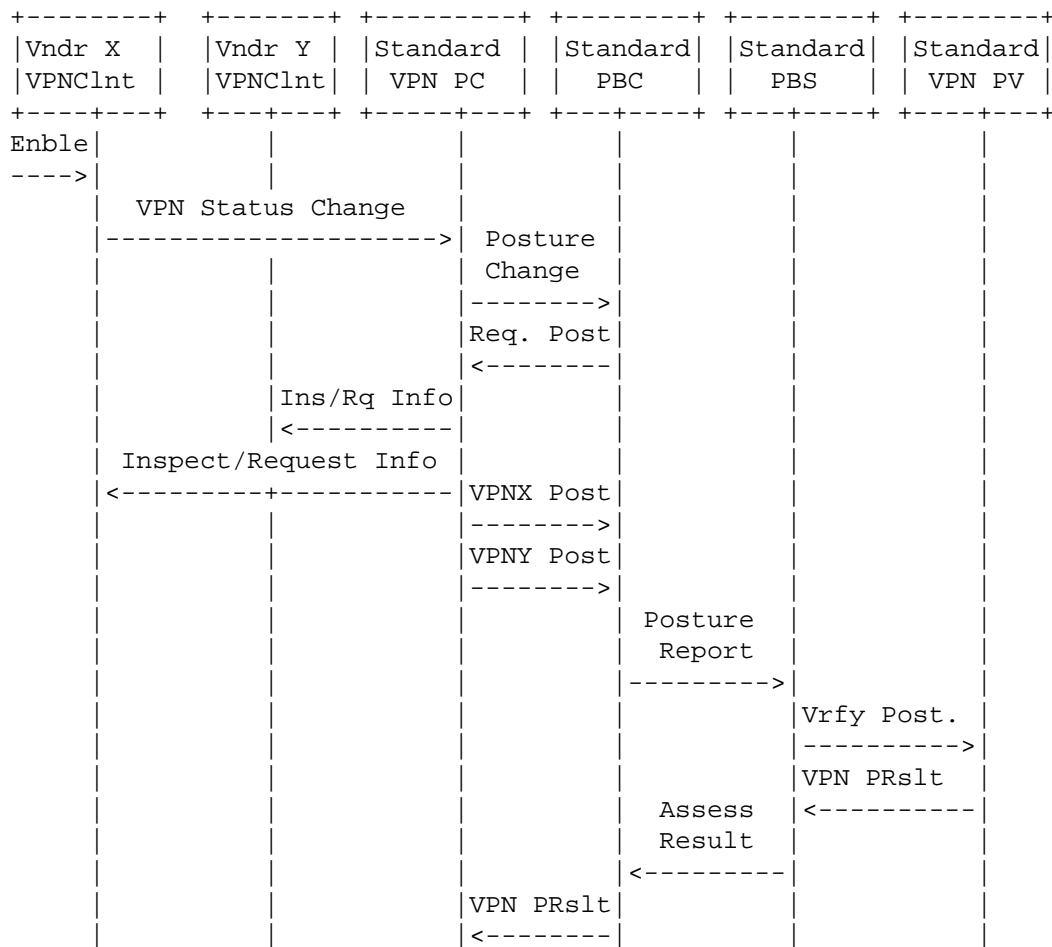 +--------+  +-------+ +---------+ +--------+ +--------+ +--------+
|Vndr X  |  |Vndr Y | |Standard | |Standard| |Standard| |Standard|
|VPNClnt |  |VPNClnt| | VPN PC  | |  PBC   | |  PBS   | | VPN PV |
+----+---+  +---+---+ +-----+---+ +---+----+ +---+----+ +----+---+
Enble|          |           |         |          |           |
---->|          |           |         |          |           |
     |  VPN Status Change   |         |          |           |
     |--------------------->| Posture |          |           |
     |          |           | Change  |          |           |
     |          |           |-------->|          |           |
     |          |           |Req. Post|          |           |
     |          |           |<--------|          |           |
     |          |Ins/Rq Info|         |          |           |
     |          |<----------|         |          |           |
     | Inspect/Request Info |         |          |           |
     |<---------+-----------|VPNX Post|          |           |
     |          |           |-------->|          |           |
     |          |           |VPNY Post|          |           |
     |          |           |-------->|          |           |
     |          |           |         | Posture  |           |
     |          |           |         |  Report  |           |
     |          |           |         |--------->|           |
     |          |           |         |          |Vrfy Post. |
     |          |           |         |          |---------->|
     |          |           |         |          |VPN PRslt  |
     |          |           |         |  Assess  |<----------|
     |          |           |         |  Result  |           |
     |          |           |         |<---------|           |
     |          |           |VPN PRslt|          |           |
     |          |           |<--------|          |           |